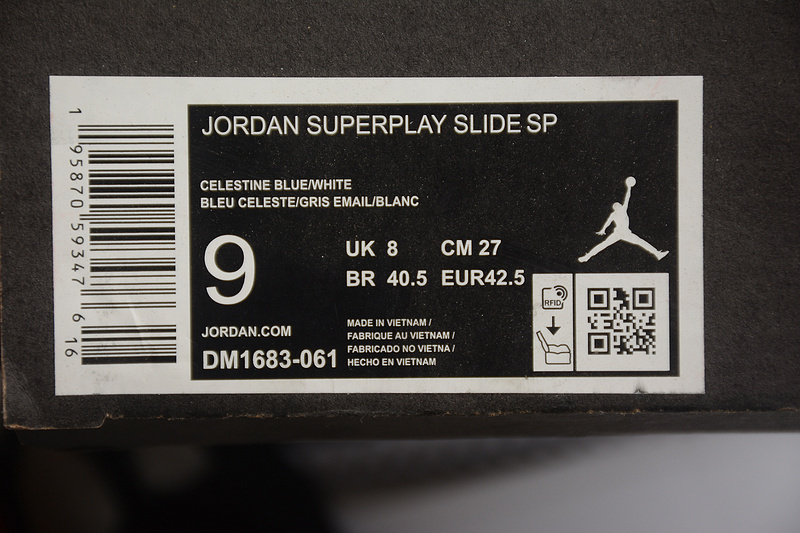 JORDAN SUPERPLAY SLIDE SP
CELESTINE BLUE/WHITE
BLEU CELESTE/GRIS EMAIL/BLANC
9
UK 8 CM 27
BR 40.5 EUR42.5
JORDAN.COM
DM1683-061
MADE IN VIETNAM /
FABRIQUE AU VIETNAM /
FABRICADO NO VIETNA /
HECHO EN VIETNAM
RFID
1 95870 59347 6 16